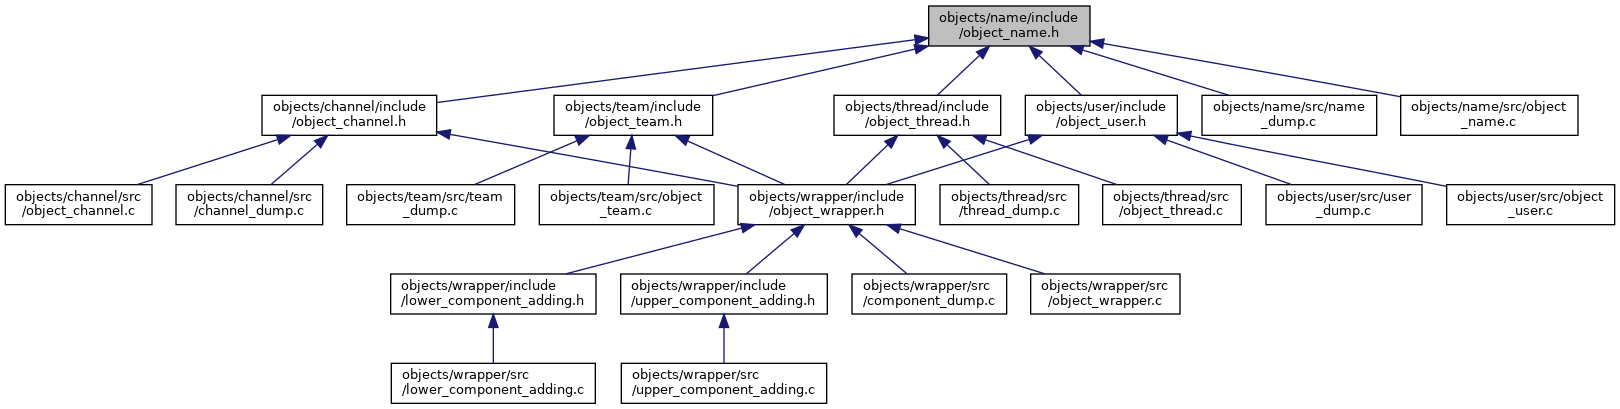 objects/name/include
/object_name.h
objects/channel/include
/object_channel.h
objects/team/include
/object_team.h
objects/thread/include
/object_thread.h
objects/user/include
/object_user.h
objects/name/src/name
_dump.c
objects/name/src/object
_name.c
objects/channel/src
/object_channel.c
objects/channel/src
/channel_dump.c
objects/team/src/team
_dump.c
objects/team/src/object
_team.c
objects/wrapper/include
/object_wrapper.h
objects/thread/src
/thread_dump.c
objects/thread/src
/object_thread.c
objects/user/src/user
_dump.c
objects/user/src/object
_user.c
objects/wrapper/include
/lower_component_adding.h
objects/wrapper/include
/upper_component_adding.h
objects/wrapper/src
/component_dump.c
objects/wrapper/src
/object_wrapper.c
objects/wrapper/src
/lower_component_adding.c
objects/wrapper/src
/upper_component_adding.c